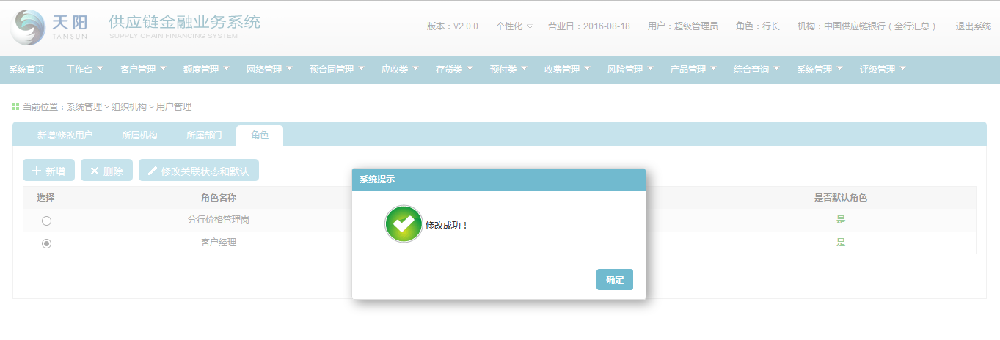 天阳
TANSUN
供应链金融业务系统
SUPPLY CHAIN FINANCING SYSTEM
版本：V2.0.0 个性化 营业日：2016-08-18 用户：超级管理员 角色：行长 机构：中国供应链银行（全行汇总） 退出系统
系统首页 工作台 客户管理 额度管理 网络管理 预合同管理 应收类 存货类 预付类 收费管理 风险管理 产品管理 综合查询 系统管理 评级管理
当前位置：系统管理 > 组织机构 > 用户管理
新增/修改用户 所属机构 所属部门 角色
新增 删除 修改关联状态和默认
系统提示
选择 角色名称 是否默认角色
分行价格管理岗 是
修改成功！
客户经理 是
确定